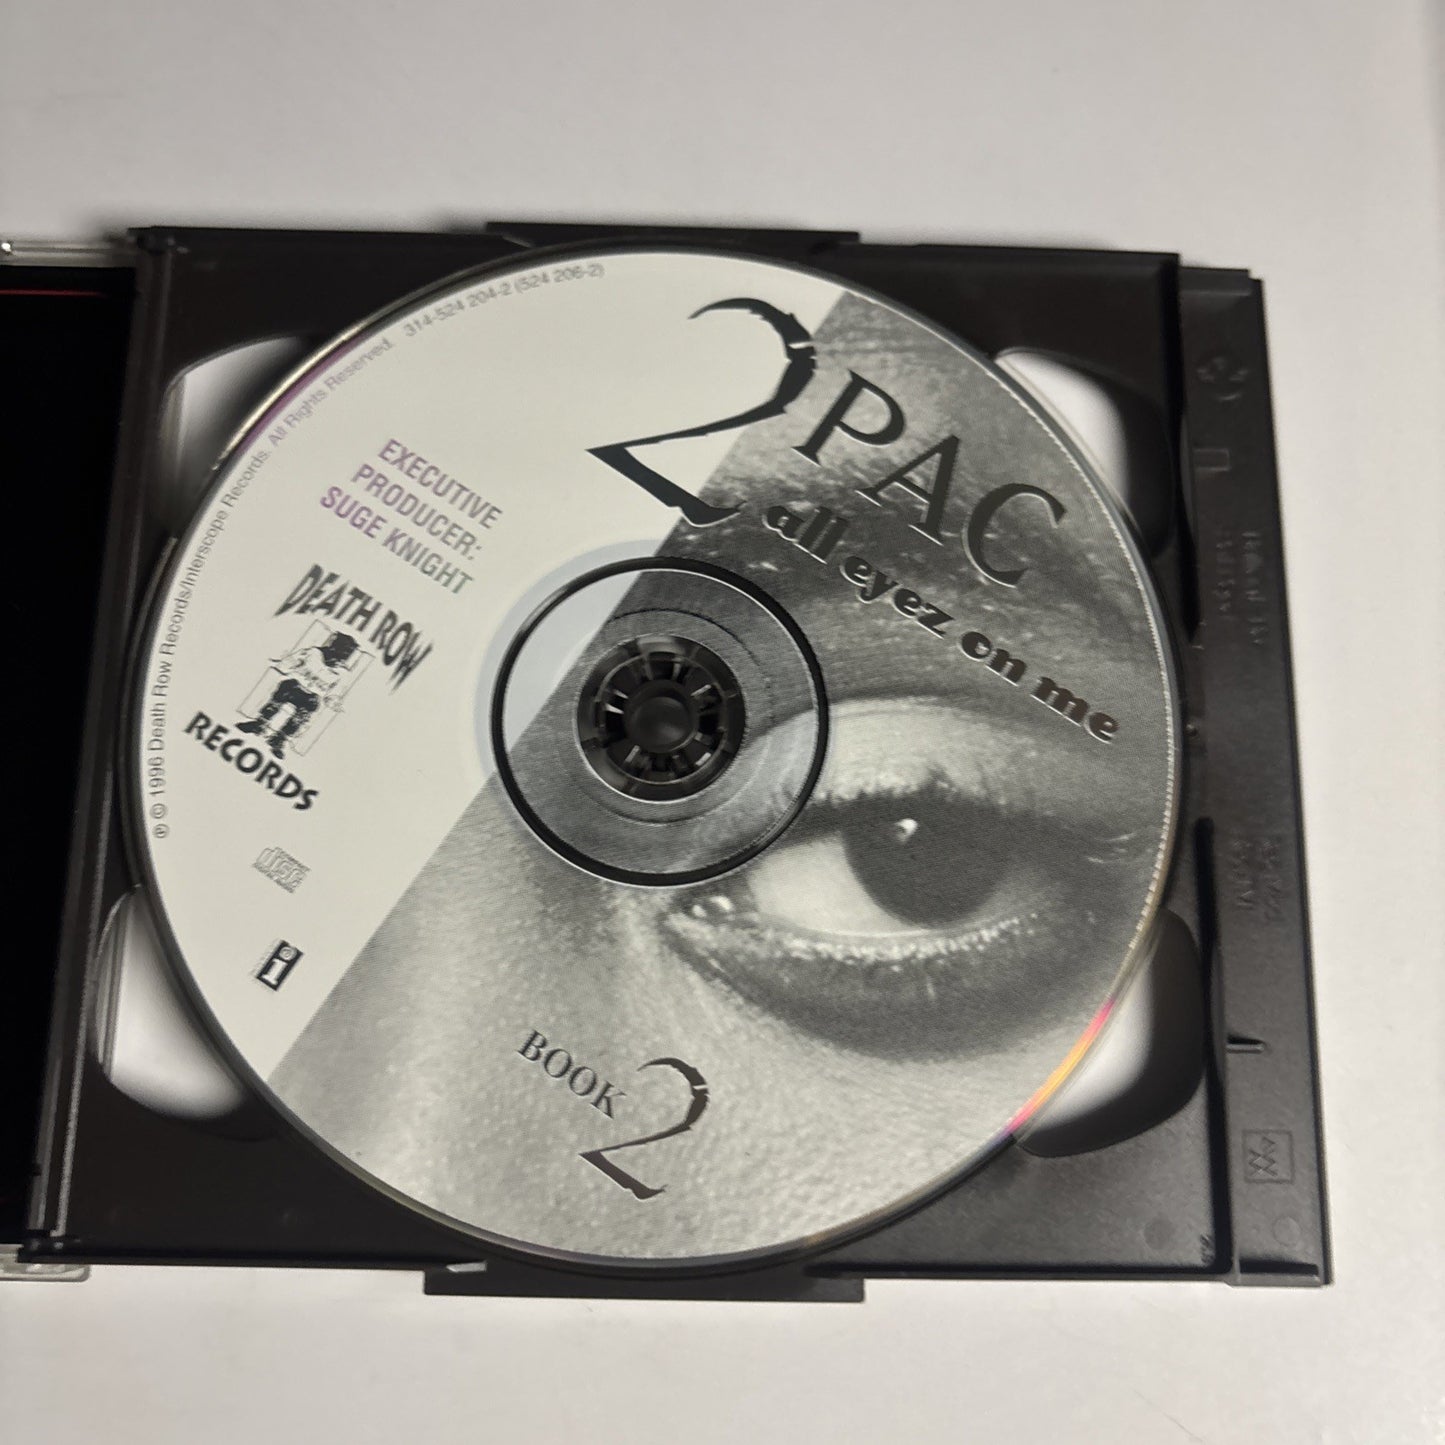 2PAC
all eyez on me
EXECUTIVE
PRODUCER:
SUGE KNIGHT
DEATH ROW
RECORDS
disc
i
BOOK 2
℗ © 1996 Death Row Records/Interscope Records. All Rights Reserved. 314-524 204-2 (524 206-2)